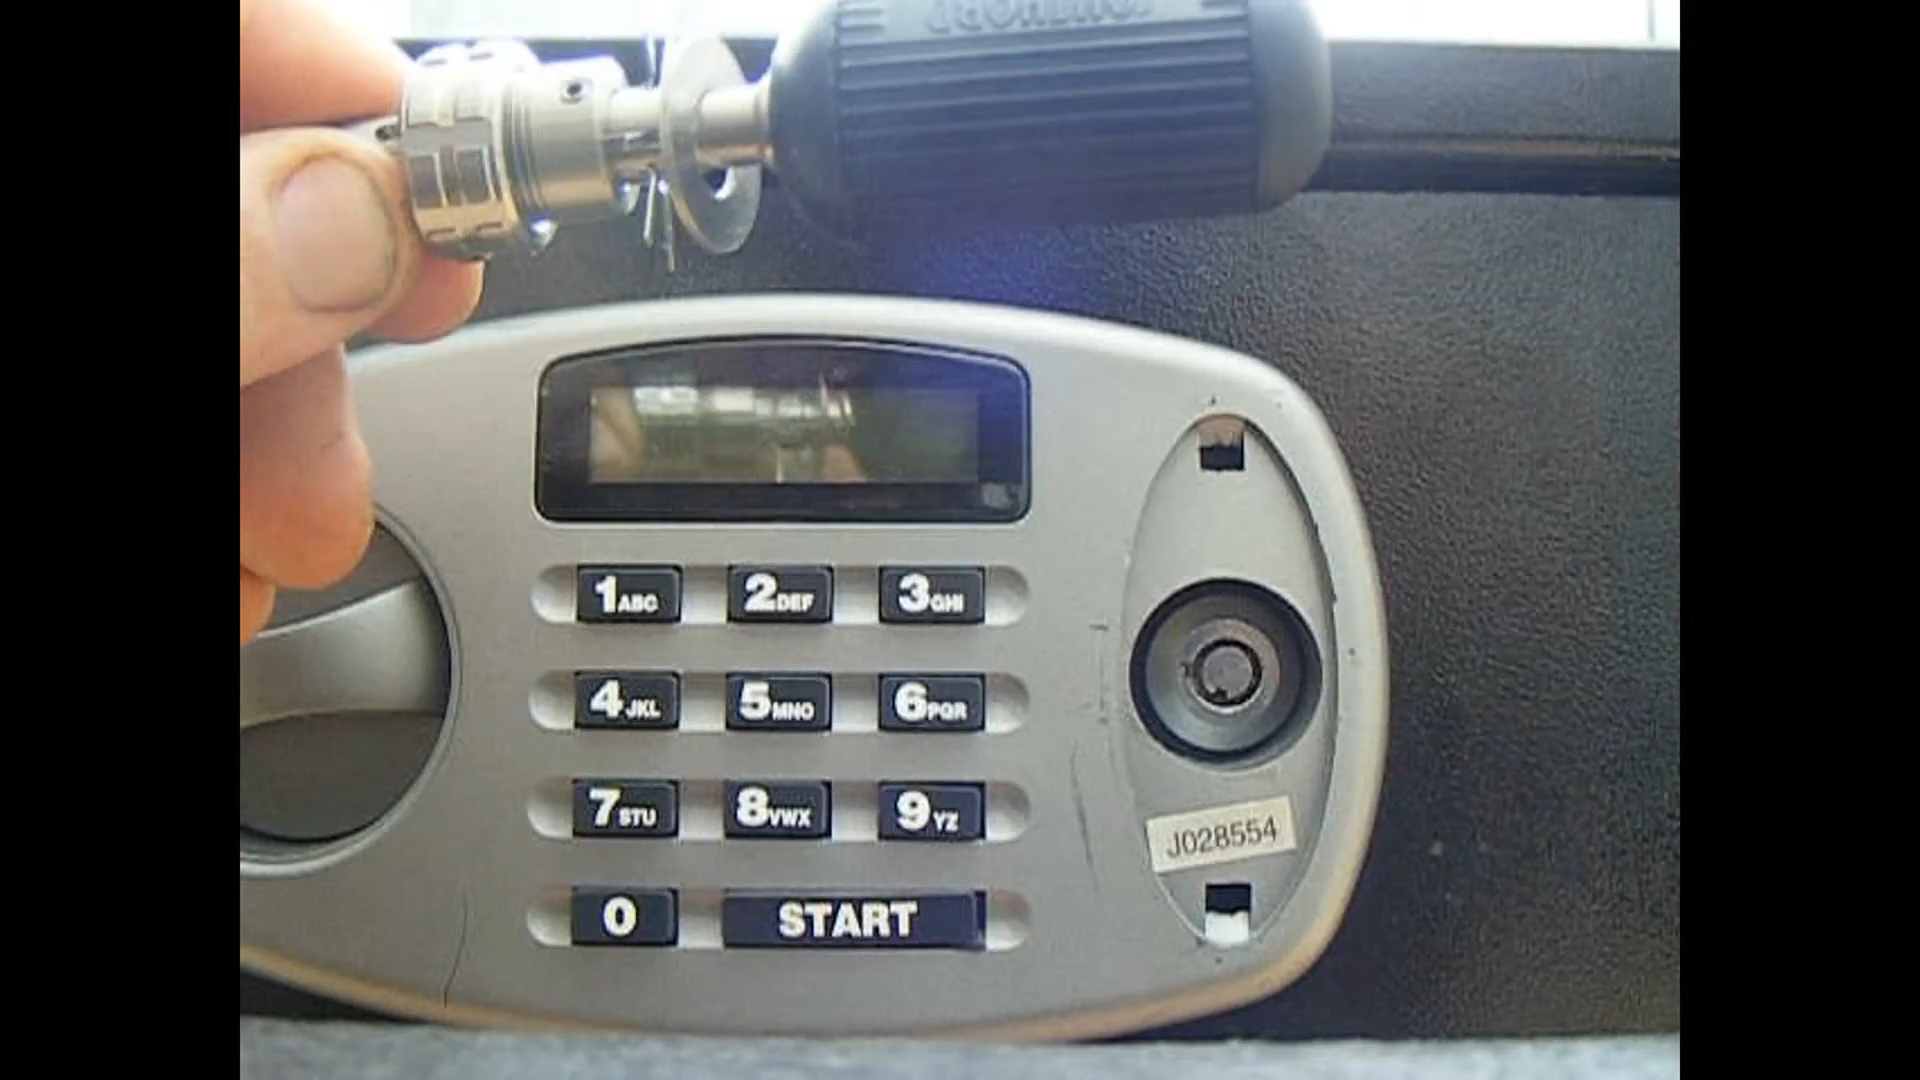 1ABC 2DEF 3GHI
4JKL 5MNO 6PQR
7STU 8VWX 9YZ
0 START
J028554